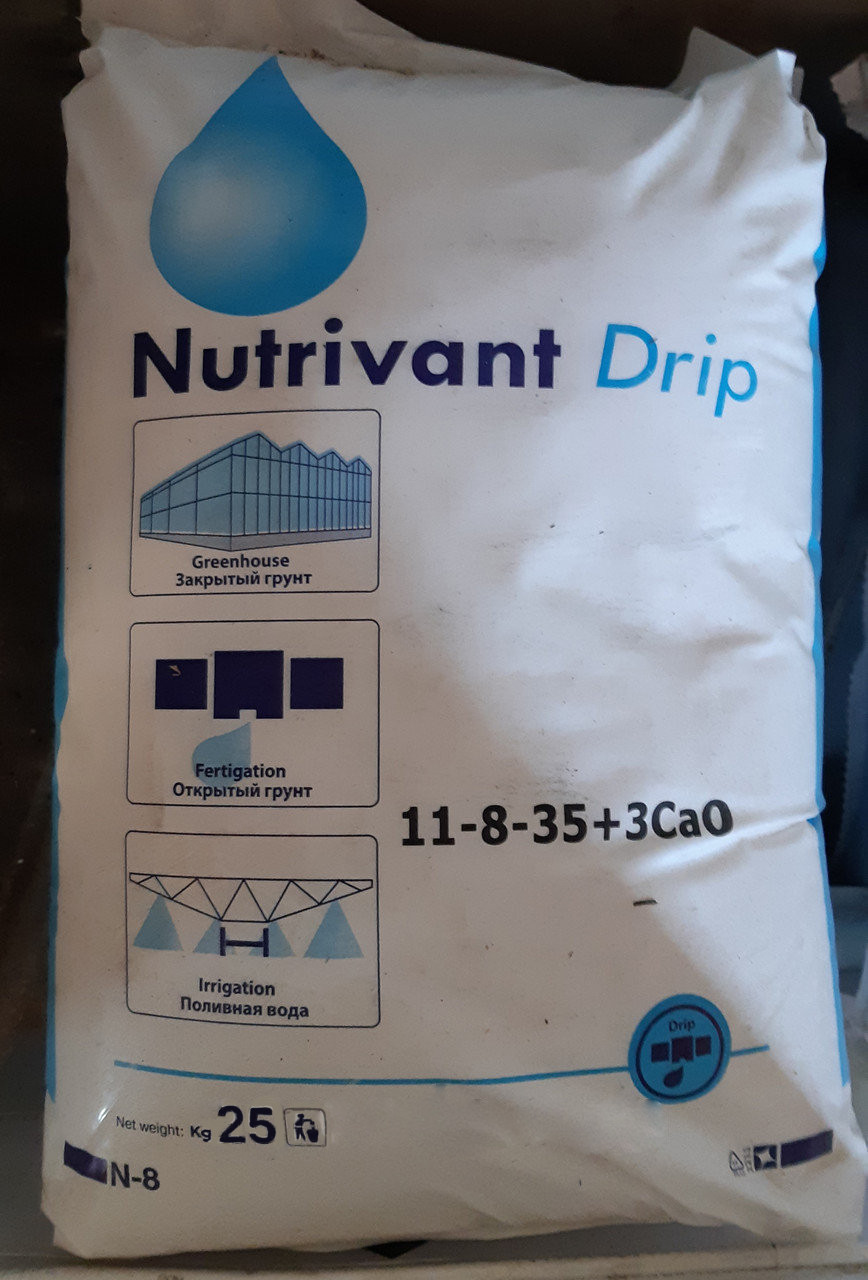 Nutrivant Drip
Greenhouse
Закрытый грунт
Fertigation
Открытый грунт
11-8-35+3CaO
Irrigation
Поливная вода
Drip
Net weight: Kg 25
N-8